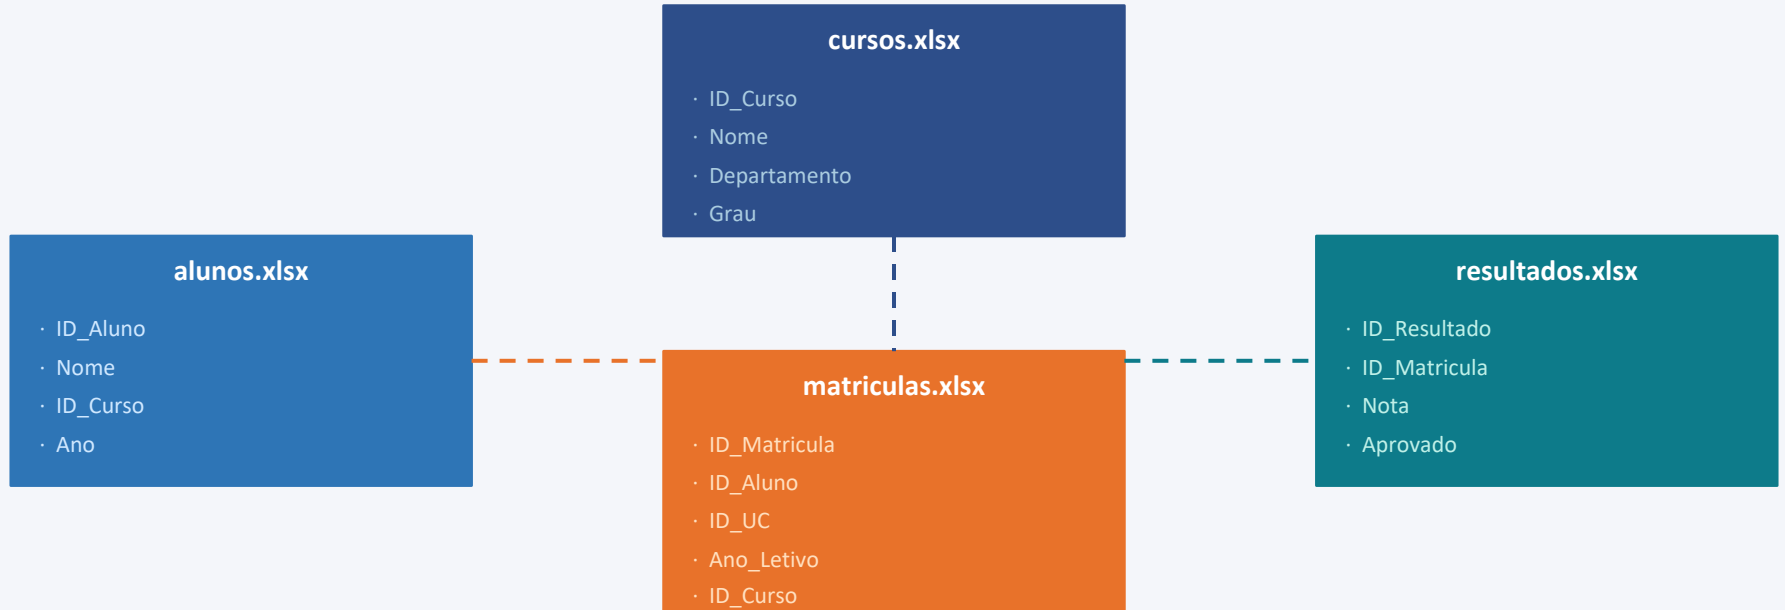 cursos.xlsx
· ID_Curso
· Nome
· Departamento
· Grau
alunos.xlsx
· ID_Aluno
· Nome
· ID_Curso
· Ano
matriculas.xlsx
· ID_Matricula
· ID_Aluno
· ID_UC
· Ano_Letivo
· ID_Curso
resultados.xlsx
· ID_Resultado
· ID_Matricula
· Nota
· Aprovado